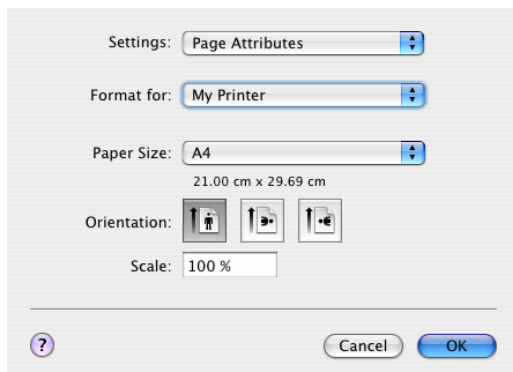 Settings: Page Attributes
Format for: My Printer
Paper Size: A4
21.00 cm x 29.69 cm
Orientation:
Scale: 100 %
? Cancel OK